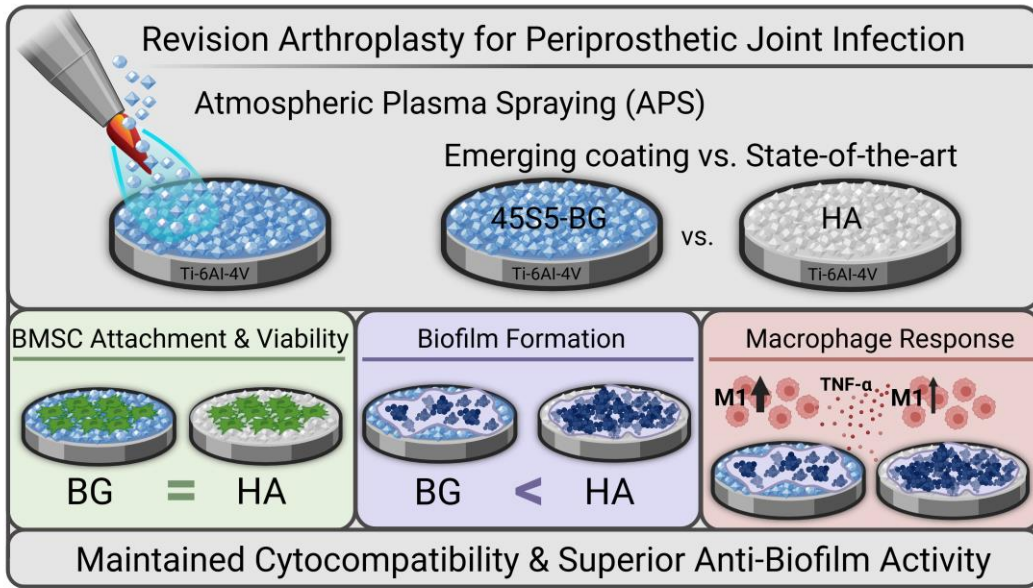 Revision Arthroplasty for Periprosthetic Joint Infection
Atmospheric Plasma Spraying (APS)
Emerging coating vs. State-of-the-art
Ti-6Al-4V
45S5-BG
Ti-6Al-4V
vs.
HA
Ti-6Al-4V
BMSC Attachment & Viability
BG = HA
Biofilm Formation
BG < HA
Macrophage Response
M1
TNF-α
M1
Maintained Cytocompatibility & Superior Anti-Biofilm Activity